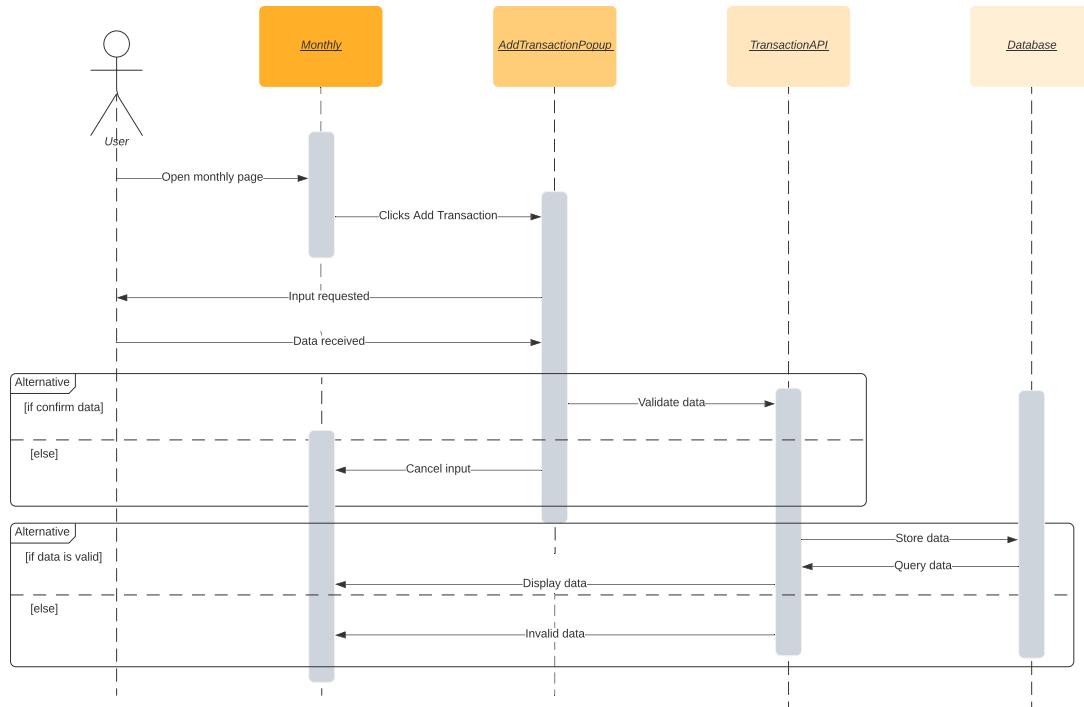 Monthly
AddTransactionPopup
TransactionAPI
Database
User
Open monthly page
Clicks Add Transaction
Input requested
Data received
Alternative
[if confirm data]
Validate data
[else]
Cancel input
Alternative
Store data
[if data is valid]
Query data
Display data
[else]
Invalid data